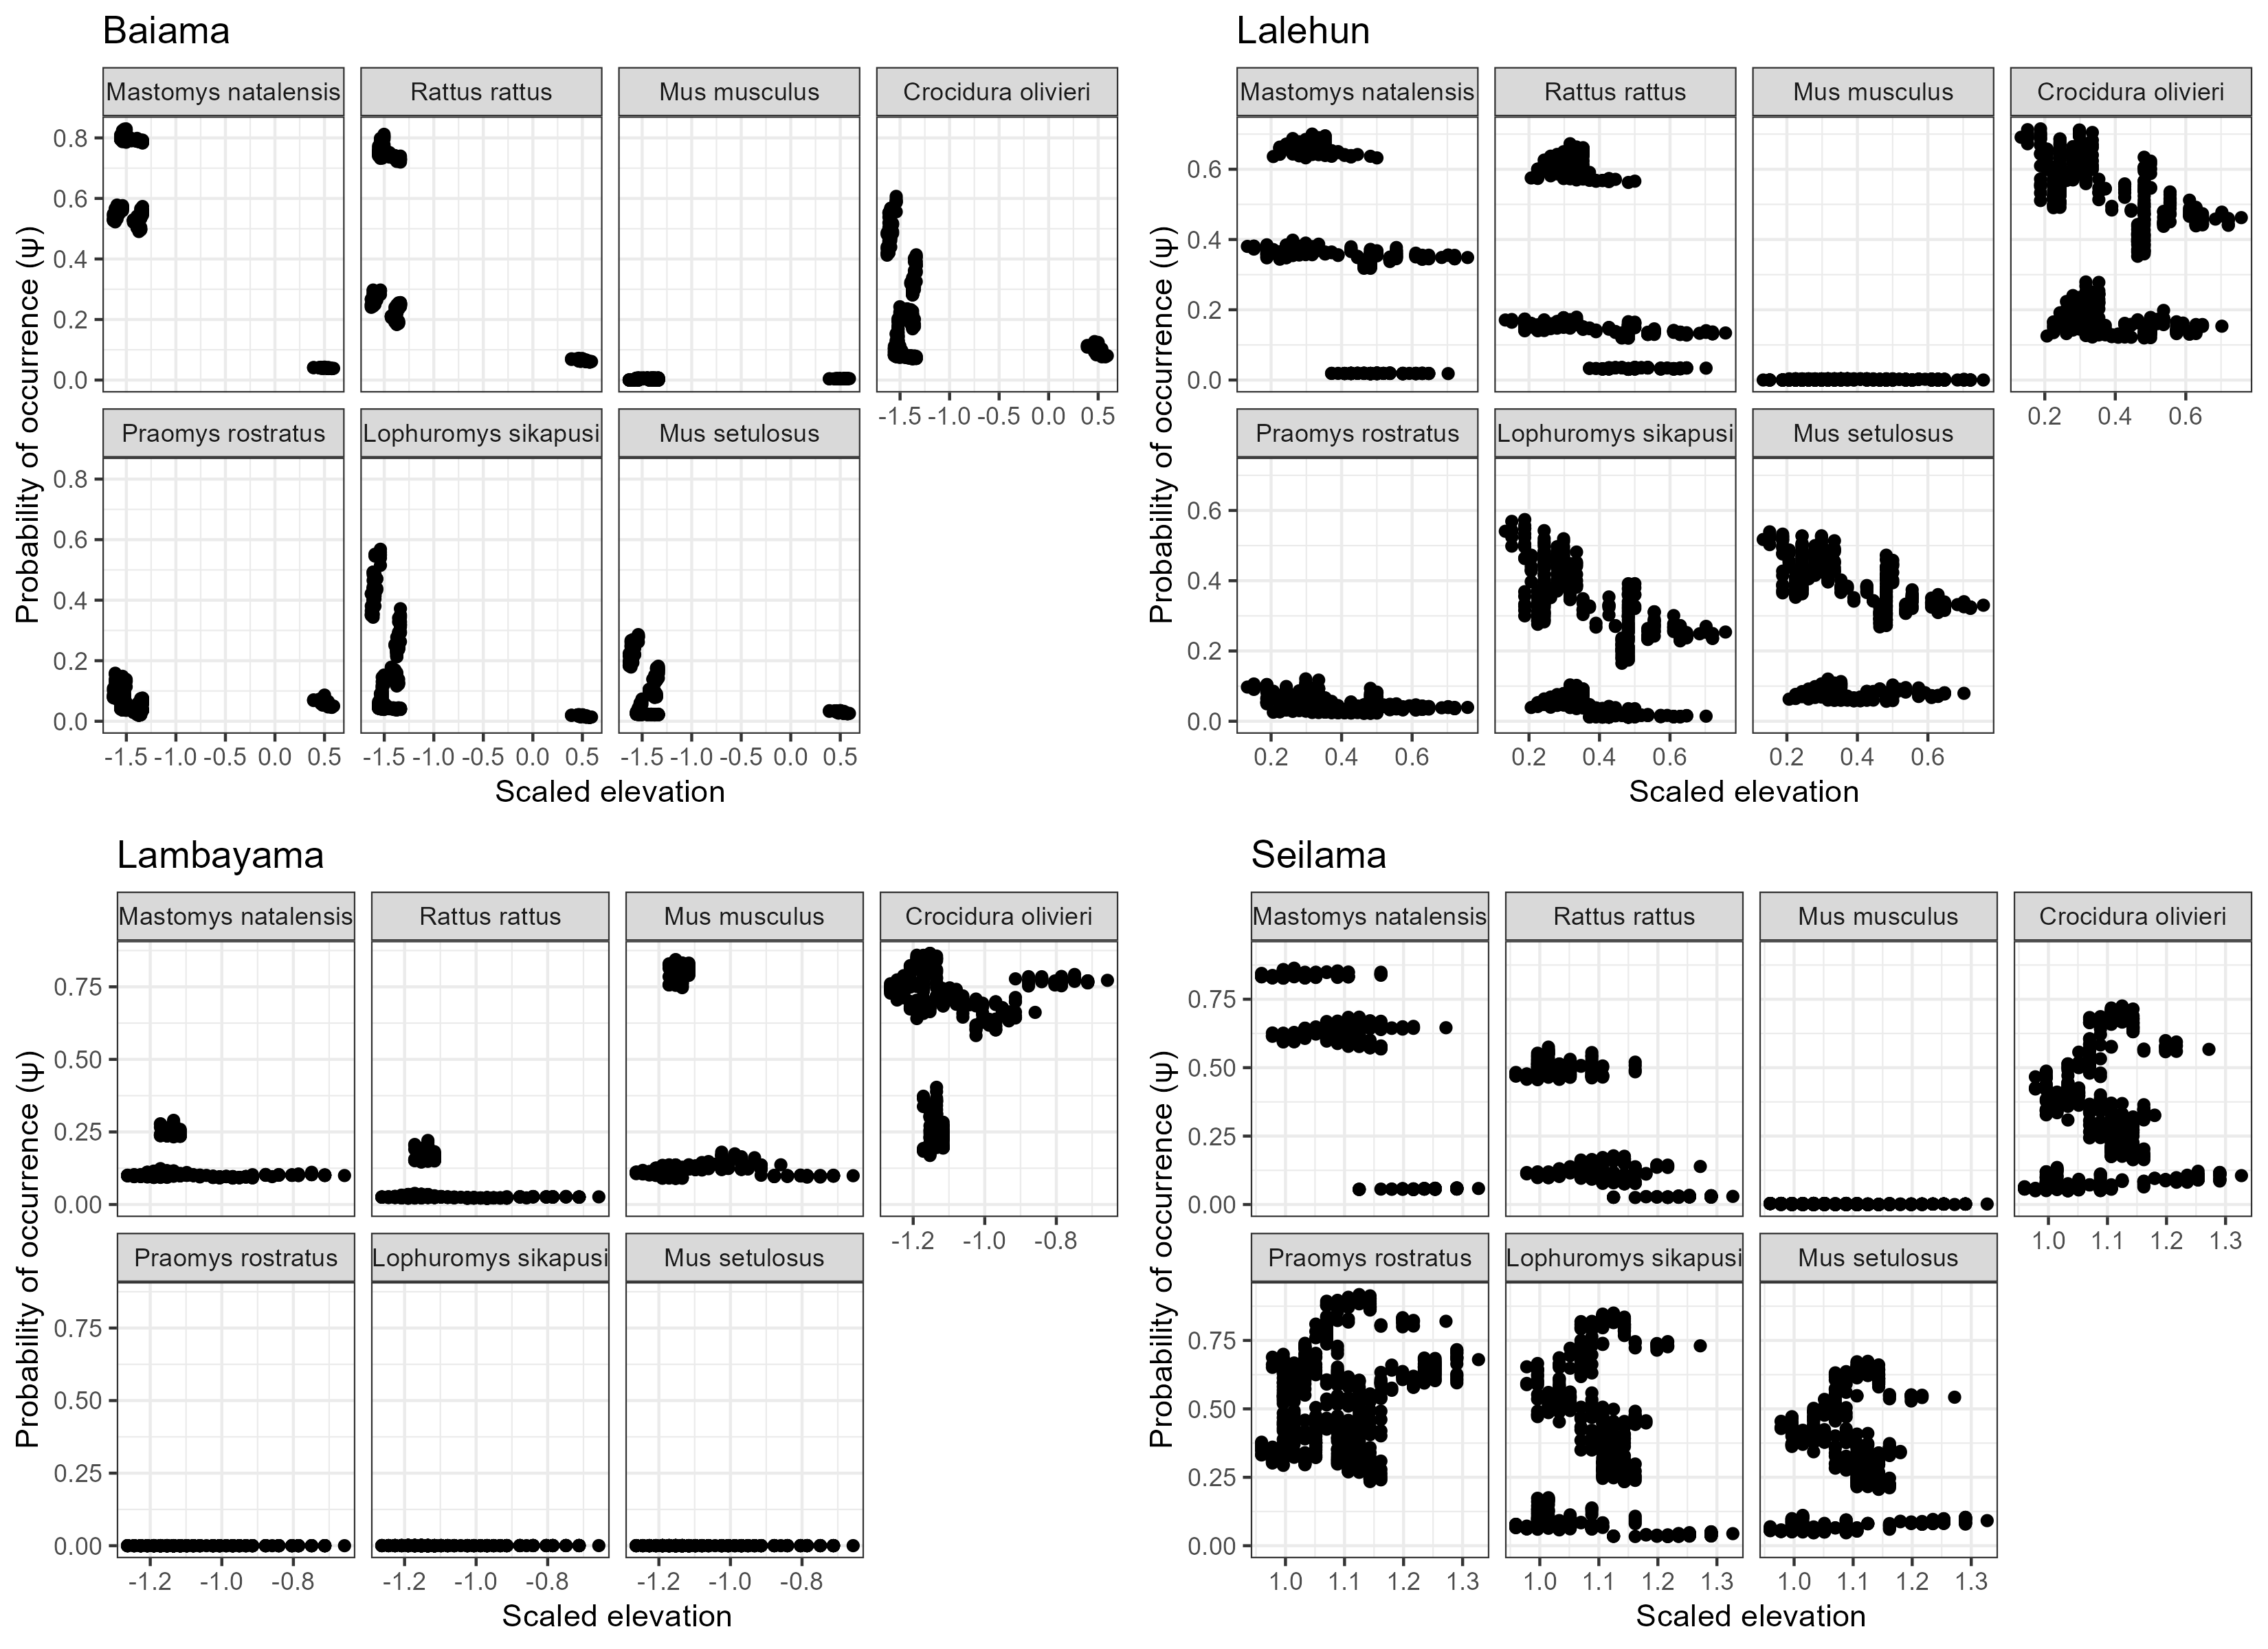 Baiama
Mastomys natalensis Rattus rattus Mus musculus Crocidura olivieri
0.8
0.6
0.4
0.2
0.0
-1.5 -1.0 -0.5 0.0 0.5
Praomys rostratus Lophuromys sikapusi Mus setulosus
0.8
0.6
0.4
0.2
0.0
-1.5 -1.0 -0.5 0.0 0.5 -1.5 -1.0 -0.5 0.0 0.5 -1.5 -1.0 -0.5 0.0 0.5
Probability of occurrence (ψ)
Scaled elevation
Lalehun
Mastomys natalensis Rattus rattus Mus musculus Crocidura olivieri
0.6
0.4
0.2
0.0
0.2 0.4 0.6
Praomys rostratus Lophuromys sikapusi Mus setulosus
0.6
0.4
0.2
0.0
0.2 0.4 0.6 0.2 0.4 0.6 0.2 0.4 0.6
Probability of occurrence (ψ)
Scaled elevation
Lambayama
Mastomys natalensis Rattus rattus Mus musculus Crocidura olivieri
0.75
0.50
0.25
0.00
-1.2 -1.0 -0.8
Praomys rostratus Lophuromys sikapusi Mus setulosus
0.75
0.50
0.25
0.00
-1.2 -1.0 -0.8 -1.2 -1.0 -0.8 -1.2 -1.0 -0.8
Probability of occurrence (ψ)
Scaled elevation
Seilama
Mastomys natalensis Rattus rattus Mus musculus Crocidura olivieri
0.75
0.50
0.25
0.00
1.0 1.1 1.2 1.3
Praomys rostratus Lophuromys sikapusi Mus setulosus
0.75
0.50
0.25
0.00
1.0 1.1 1.2 1.3 1.0 1.1 1.2 1.3 1.0 1.1 1.2 1.3
Probability of occurrence (ψ)
Scaled elevation